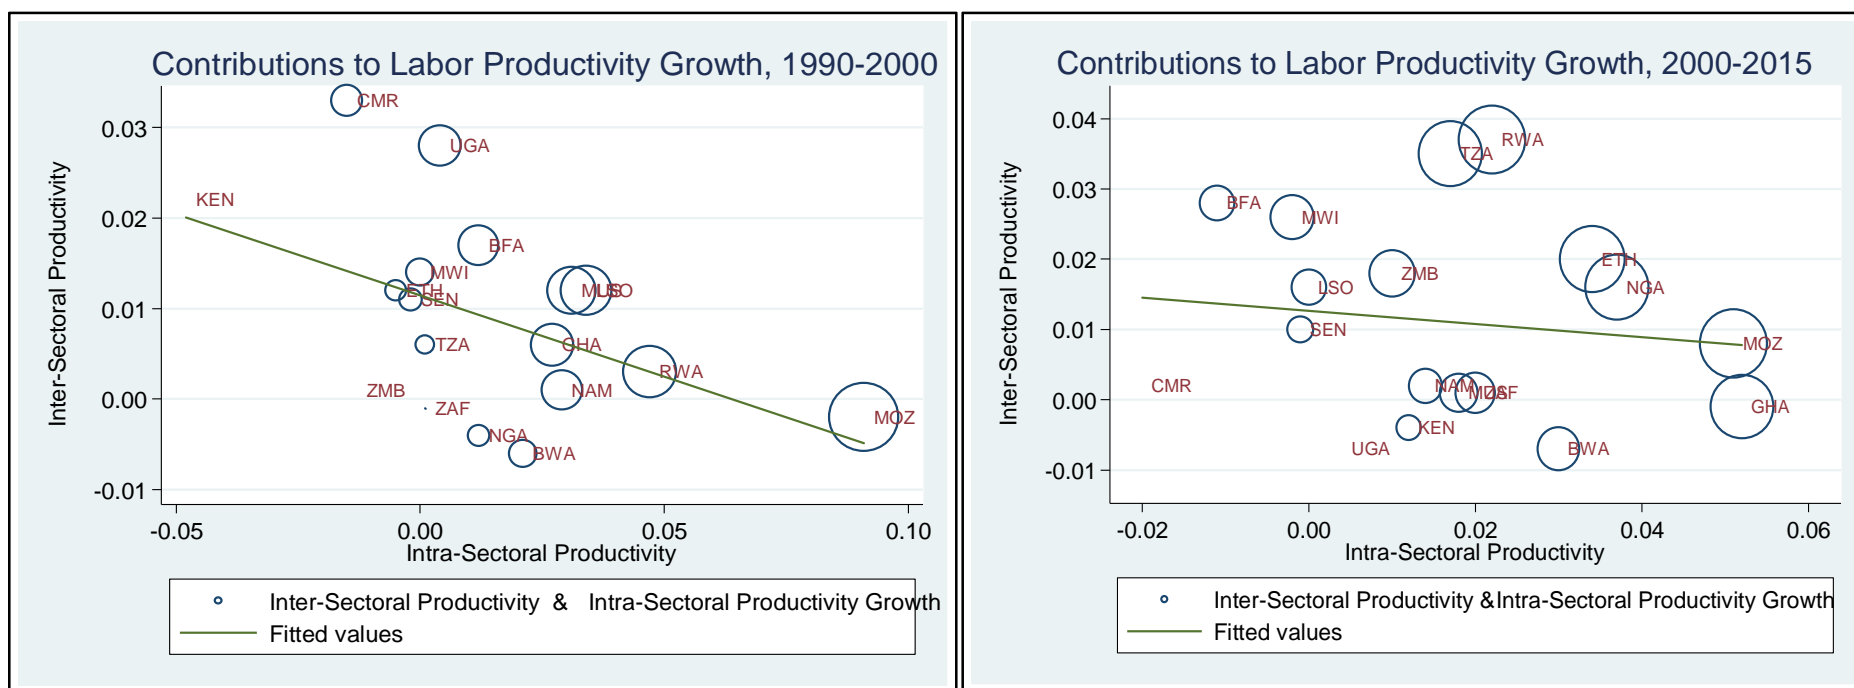 Contributions to Labor Productivity Growth, 1990-2000
Inter-Sectoral Productivity
0.03
0.02
0.01
0.00
-0.01
CMR
UGA
KEN
BFA
MWI
ETH
SEN
MUS
LSO
TZA
GHA
RWA
ZMB
NAM
ZAF
MOZ
NGA
BWA
-0.05
0.00
0.05
0.10
Intra-Sectoral Productivity
Inter-Sectoral Productivity & Intra-Sectoral Productivity Growth
Fitted values
Contributions to Labor Productivity Growth, 2000-2015
Inter-Sectoral Productivity
0.04
0.03
0.02
0.01
0.00
-0.01
RWA
TZA
BFA
MWI
ETH
ZMB
LSO
NGA
SEN
MOZ
CMR
NAM
MUS
ZAF
GHA
KEN
UGA
BWA
-0.02
0.00
0.02
0.04
0.06
Intra-Sectoral Productivity
Inter-Sectoral Productivity &Intra-Sectoral Productivity Growth
Fitted values